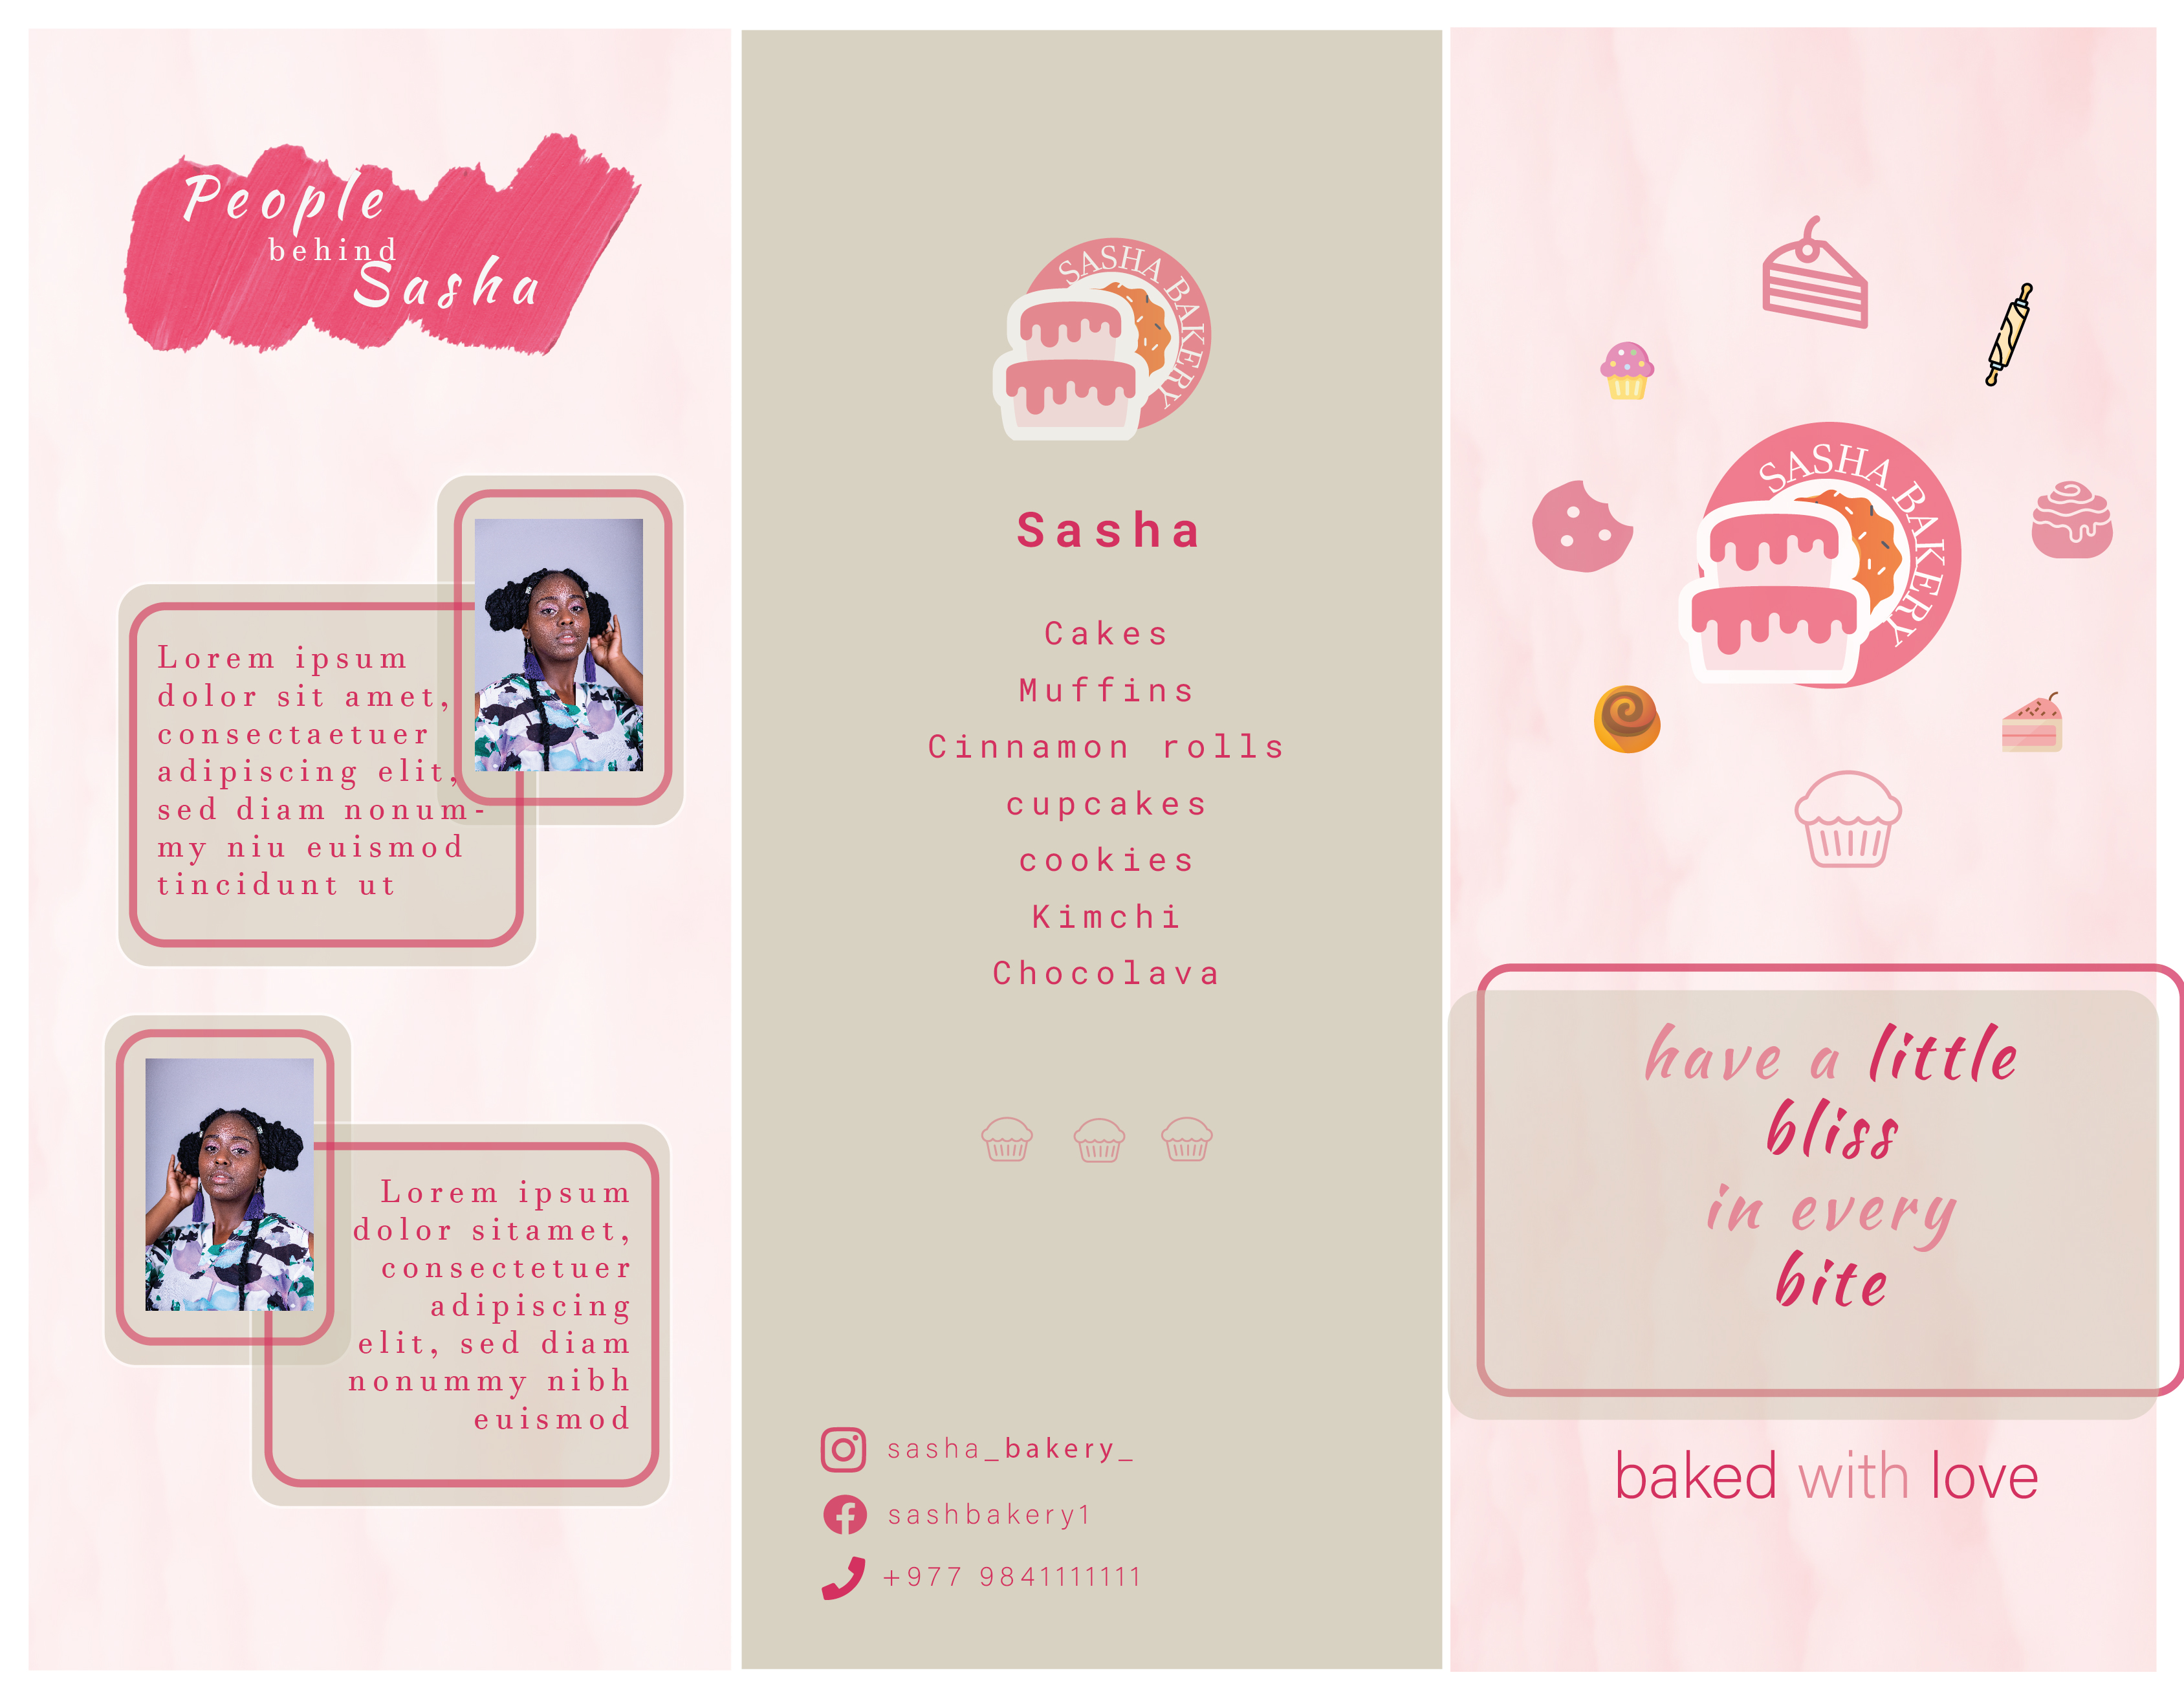 People
behind
Sasha
Lorem ipsum
dolor sit amet,
consectaetuer
adipiscing elit,
sed diam nonum-
my niu euismod
tincidunt ut
Lorem ipsum
dolor sitamet,
consectetuer
adipiscing
elit, sed diam
nonummy nibh
euismod
SASHA BAKERY
Sasha
Cakes
Muffins
Cinnamon rolls
cupcakes
cookies
Kimchi
Chocolava
sasha_bakery_
sashbakery1
+977 9841111111
SASHA BAKERY
have a little
bliss
in every
bite
baked with love